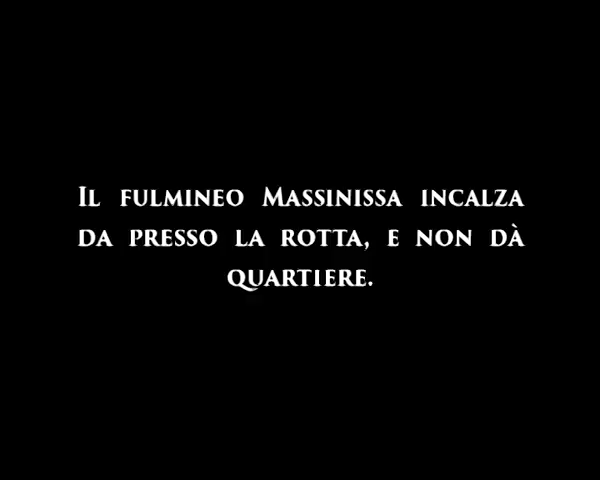 Il fulmineo Massinissa incalza
da presso la rotta, e non dà
quartiere.